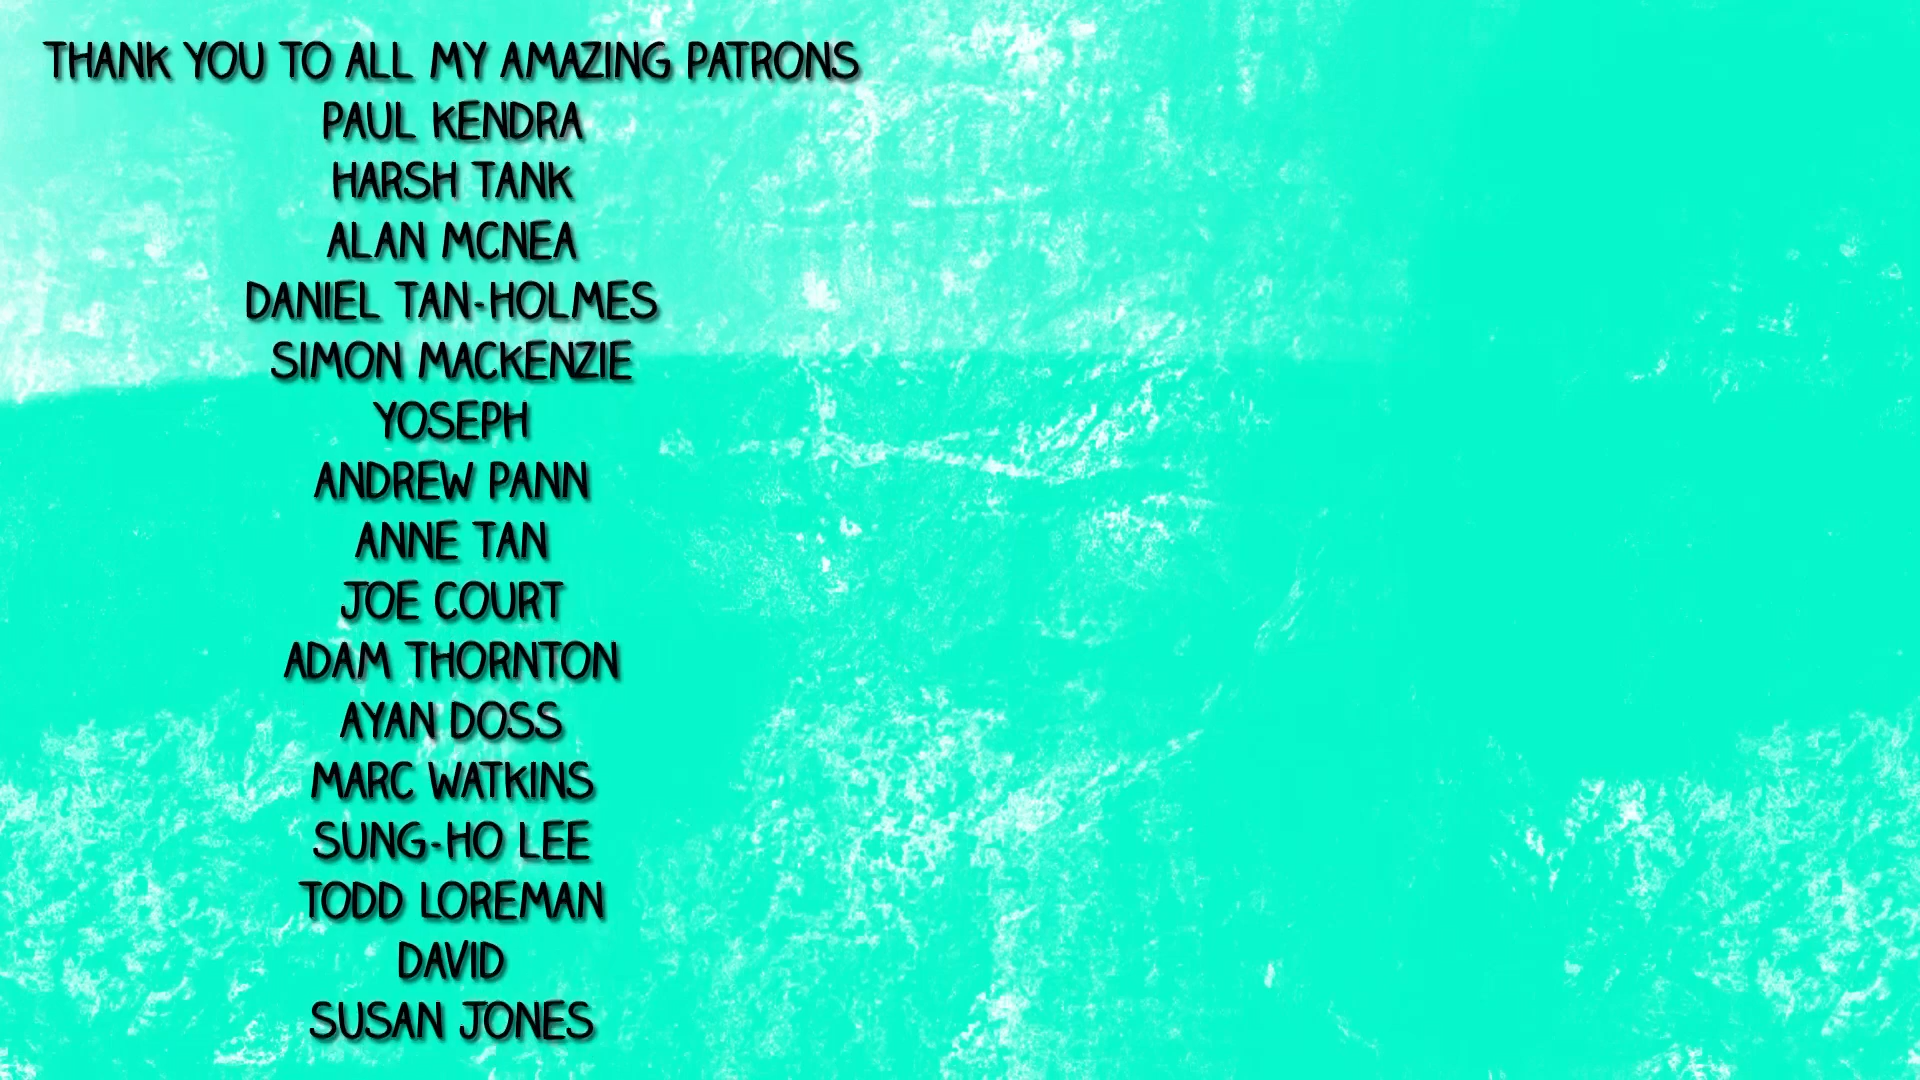 THANK YOU TO ALL MY AMAZING PATRONS
PAUL KENDRA
HARSH TANK
ALAN MCNEA
DANIEL TAN-HOLMES
SIMON MACKENZIE
YOSEPH
ANDREW PANN
ANNE TAN
JOE COURT
ADAM THORNTON
AYAN DOSS
MARC WATKINS
SUNG-HO LEE
TODD LOREMAN
DAVID
SUSAN JONES